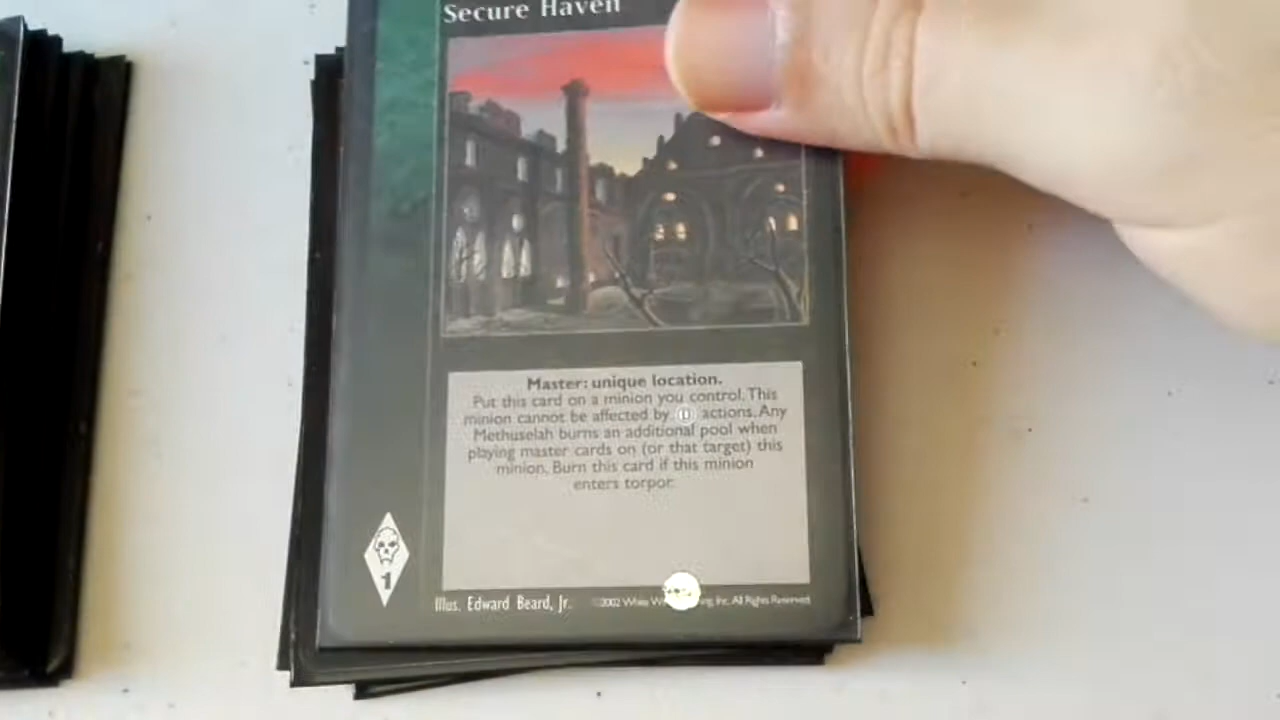 Secure Haven
Master: unique location.
Put this card on a minion you control. This
minion cannot be affected by Ⓓ actions. Any
Methuselah burns an additional pool when
playing master cards on (or that target) this
minion. Burn this card if this minion
enters torpor.
1
Illus. Edward Beard, Jr. ©2002 White Inc. All Rights Reserved